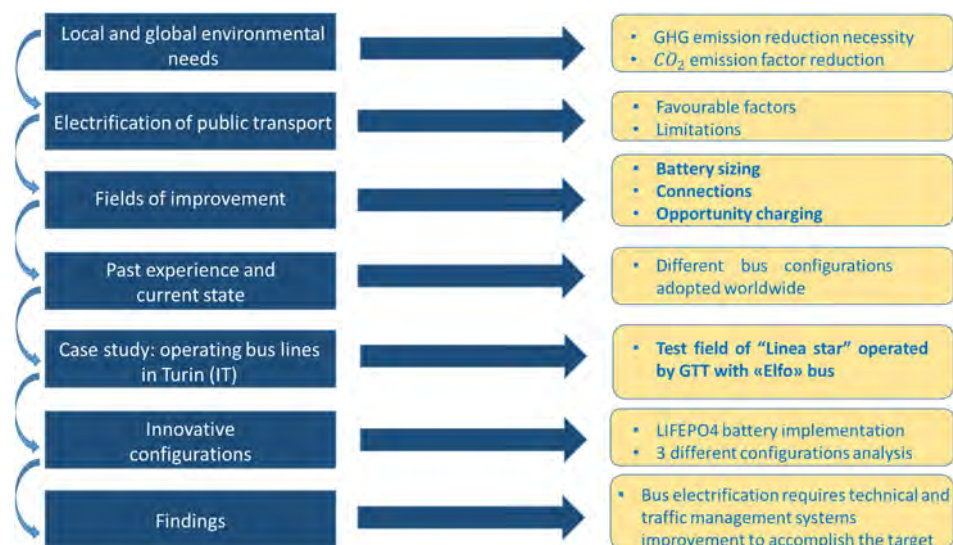 Local and global environmental
needs
• GHG emission reduction necessity
• CO₂ emission factor reduction
Electrification of public transport
• Favourable factors
• Limitations
Fields of improvement
• Battery sizing
• Connections
• Opportunity charging
Past experience and
current state
• Different bus configurations
adopted worldwide
Case study: operating bus lines
in Turin (IT)
• Test field of “Linea star” operated
by GTT with «Elfo» bus
Innovative
configurations
• LIFEPO4 battery implementation
• 3 different configurations analysis
Findings
• Bus electrification requires technical and
traffic management systems
improvement to accomplish the target